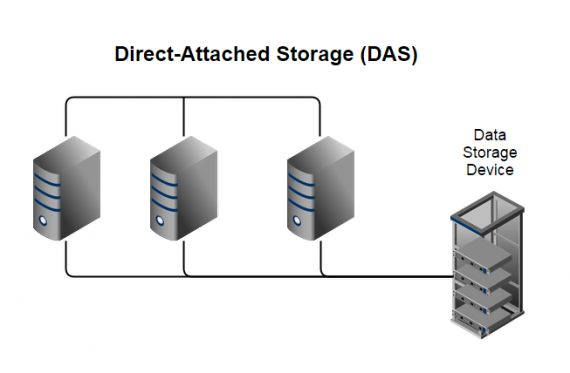 Direct-Attached Storage (DAS)
Data
Storage
Device